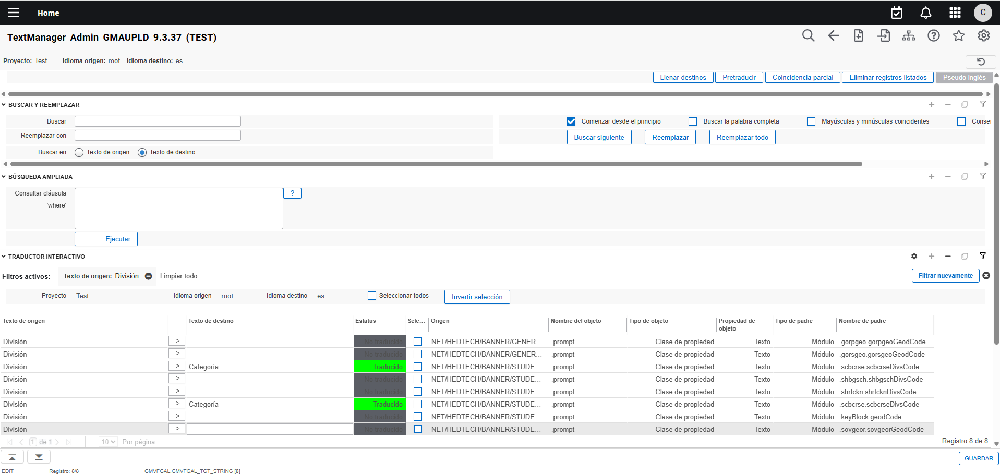 Home
C
TextManager Admin GMAUPLD 9.3.37 (TEST)
Proyecto: Test Idioma origen: root Idioma destino: es
Llenar destinos Pretraducir Coincidencia parcial Eliminar registros listados Pseudo inglés
BUSCAR Y REEMPLAZAR
Buscar Comenzar desde el principio Buscar la palabra completa Mayúsculas y minúsculas coincidentes Conse
Reemplazar con Buscar siguiente Reemplazar Reemplazar todo
Buscar en Texto de origen Texto de destino
BÚSQUEDA AMPLIADA
Consultar cláusula ?
'where'
Ejecutar
TRADUCTOR INTERACTIVO
Filtros activos: Texto de origen: División Limpiar todo Filtrar nuevamente
Proyecto Test Idioma origen root Idioma destino es Seleccionar todos Invertir selección
Texto de origen Texto de destino Estatus Sele... Origen Nombre del objeto Tipo de objeto Propiedad de objeto Tipo de padre Nombre de padre
División > No traducido NET/HEDTECH/BANNER/GENER... .prompt Clase de propiedad Texto Módulo .gorpgeo.gorpgeoGeodCode
División > No traducido NET/HEDTECH/BANNER/GENER... .prompt Clase de propiedad Texto Módulo .gorsgeo.gorsgeoGeodCode
División > Categoría Traducido NET/HEDTECH/BANNER/STUDE... .prompt Clase de propiedad Texto Módulo .scbcrse.scbcrseDivsCode
División > No traducido NET/HEDTECH/BANNER/STUDE... .prompt Clase de propiedad Texto Módulo .shbgsch.shbgschDivsCode
División > No traducido NET/HEDTECH/BANNER/STUDE... .prompt Clase de propiedad Texto Módulo .shrtckn.shrtcknDivsCode
División > Categoría Traducido NET/HEDTECH/BANNER/STUDE... .prompt Clase de propiedad Texto Módulo .scbcrse.scbcrseDivsCode
División > No traducido NET/HEDTECH/BANNER/STUDE... .prompt Clase de propiedad Texto Módulo .keyBlock.geodCode
División > No traducido NET/HEDTECH/BANNER/STUDE... .prompt Clase de propiedad Texto Módulo .sovgeor.sovgeorGeodCode
1 de 1 10 Por página Registro 8 de 8
GUARDAR
EDIT Registro: 8/8 GMVFGAL.GMVFGAL_TGT_STRING [8]